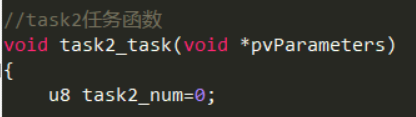 //task2任务函数
void task2_task(void *pvParameters)
{
    u8 task2_num=0;